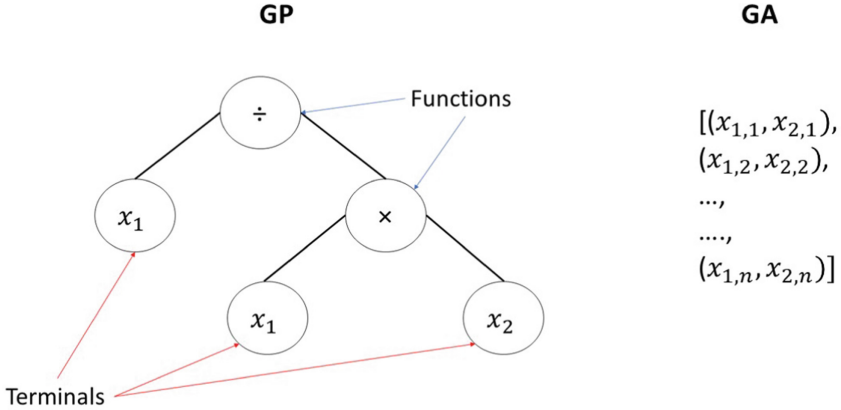 GP
GA
Functions
÷
x₁
×
x₁
x₂
Terminals
[(x₁,₁, x₂,₁),
(x₁,₂, x₂,₂),
...,
....,
(x₁,ₙ, x₂,ₙ)]